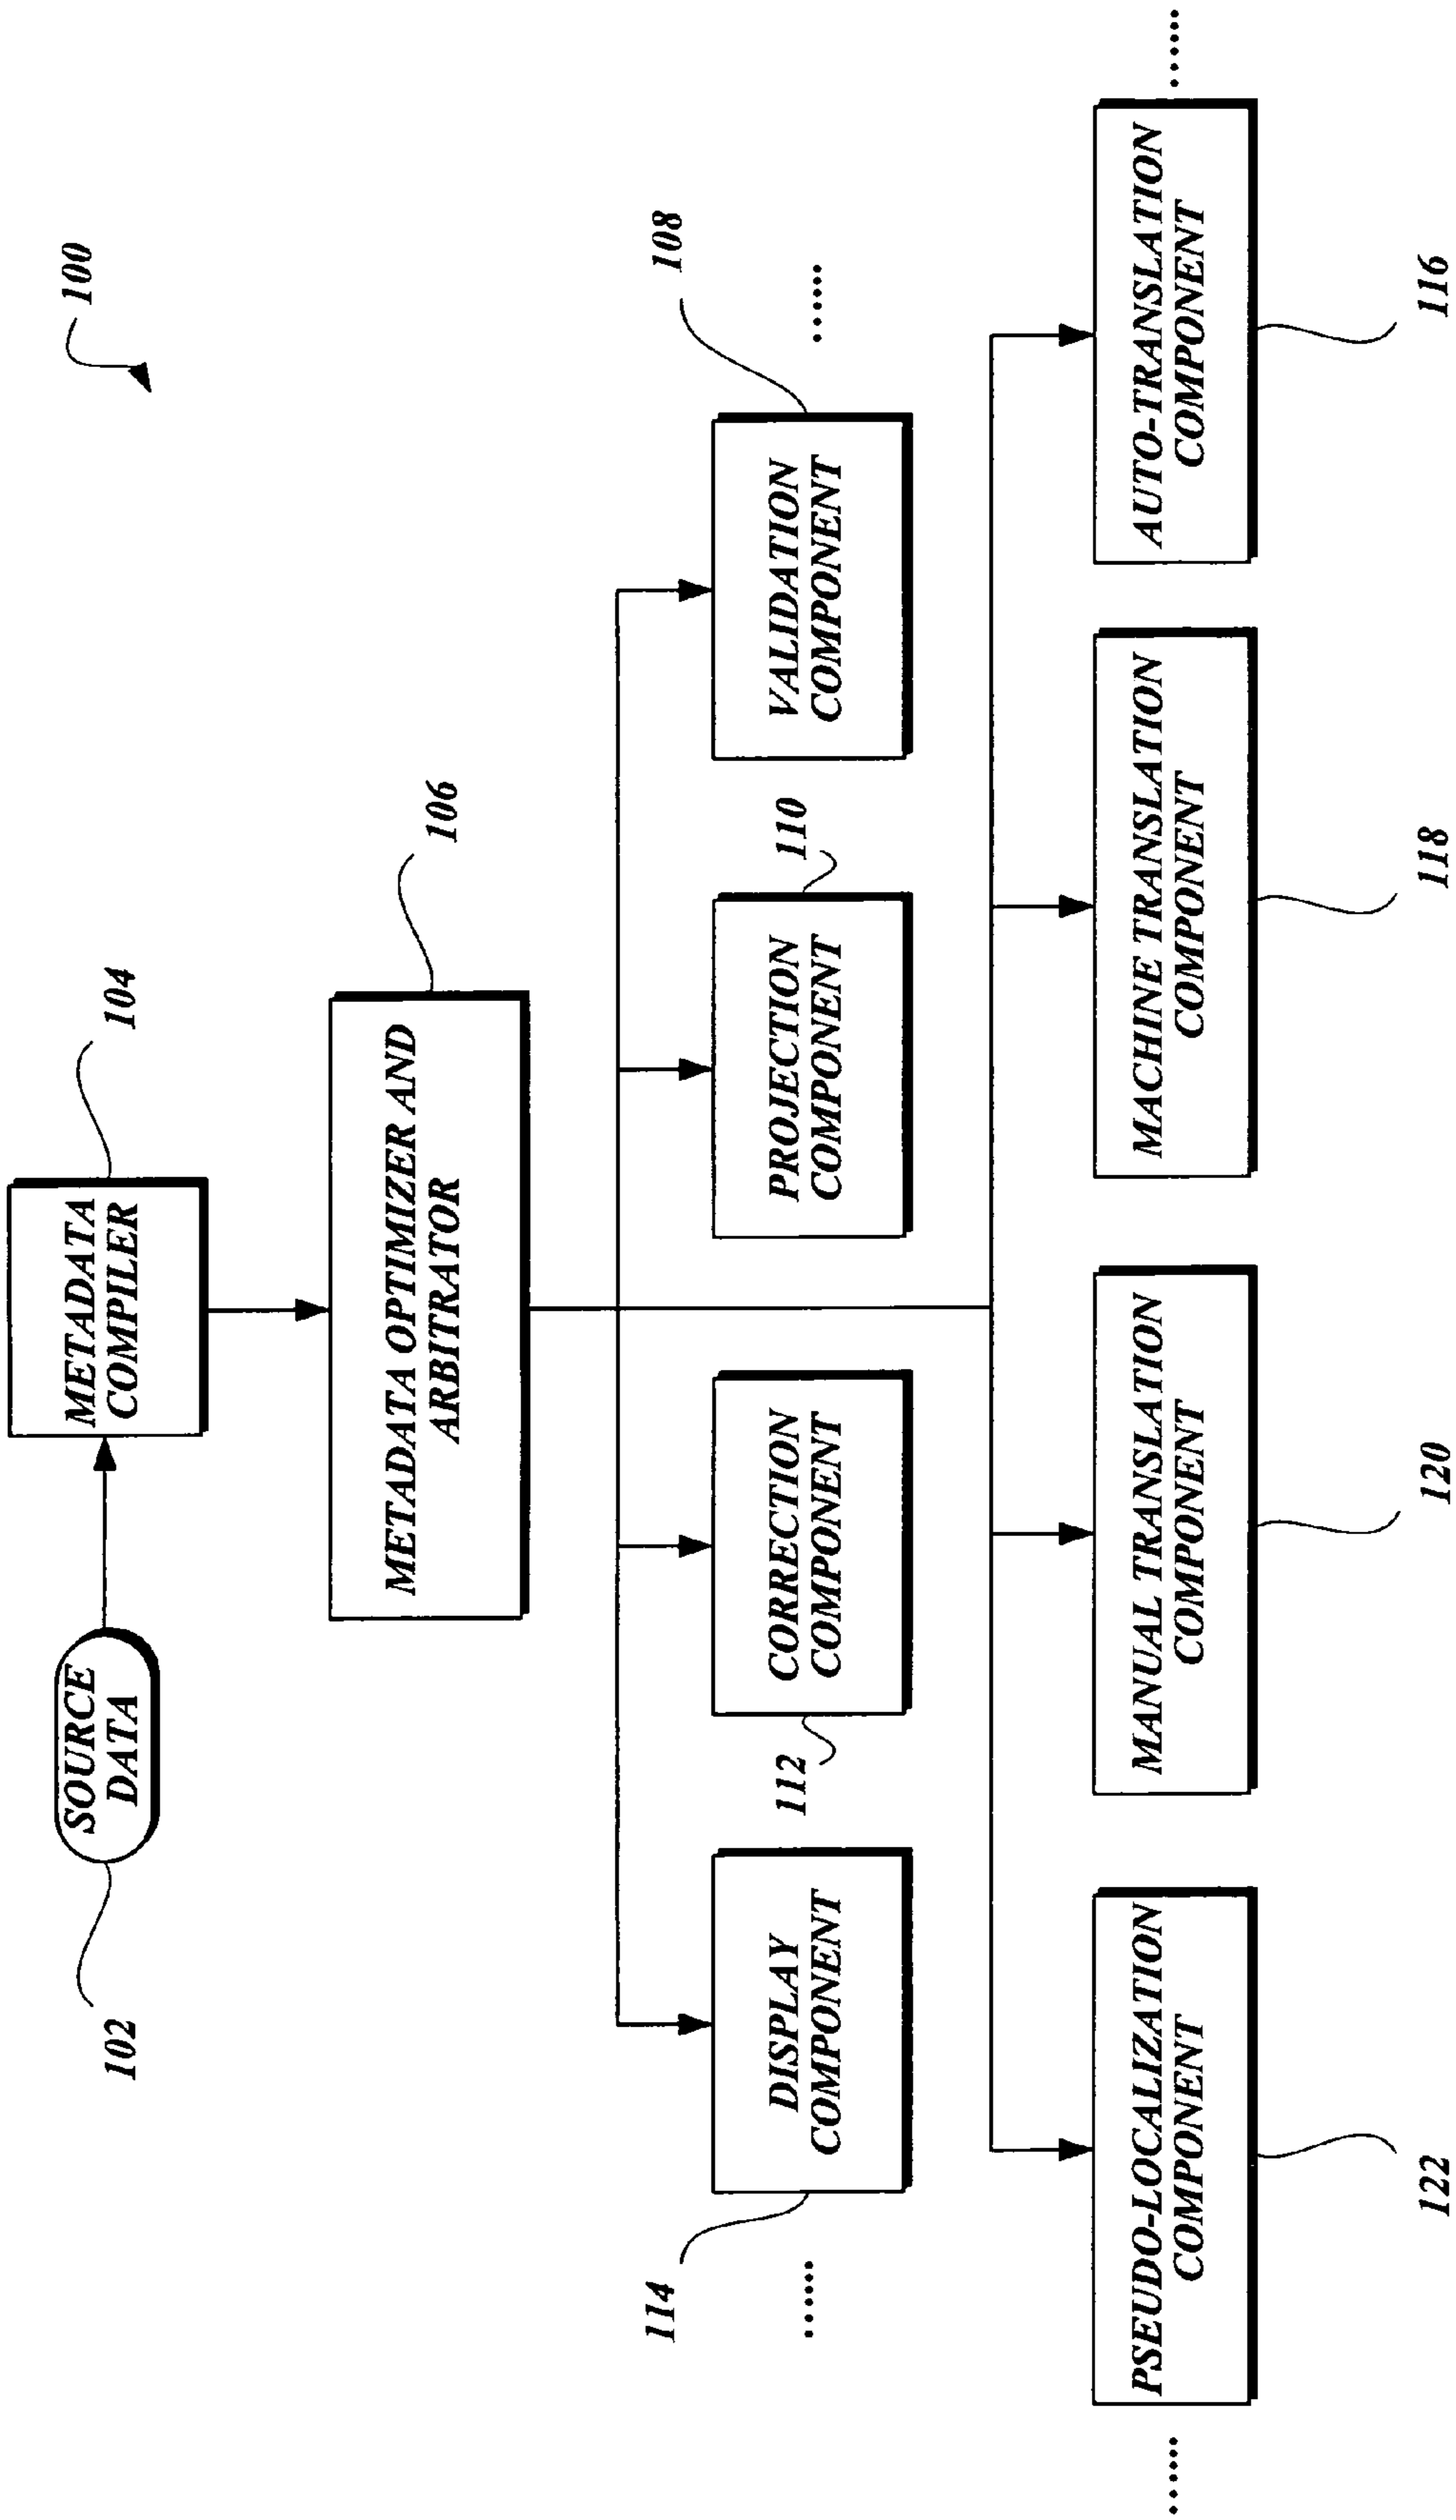 100
SOURCE
DATA
102
METADATA
COMPILER
104
METADATA OPTIMIZER AND
ARBITRATOR
106
DISPLAY
COMPONENT
114
CORRECTION
COMPONENT
112
PROJECTION
COMPONENT
110
VALIDATION
COMPONENT
108
PSEUDO-LOCALIZATION
COMPONENT
122
MANUAL TRANSLATION
COMPONENT
120
MACHINE TRANSLATION
COMPONENT
118
AUTO-TRANSLATION
COMPONENT
116